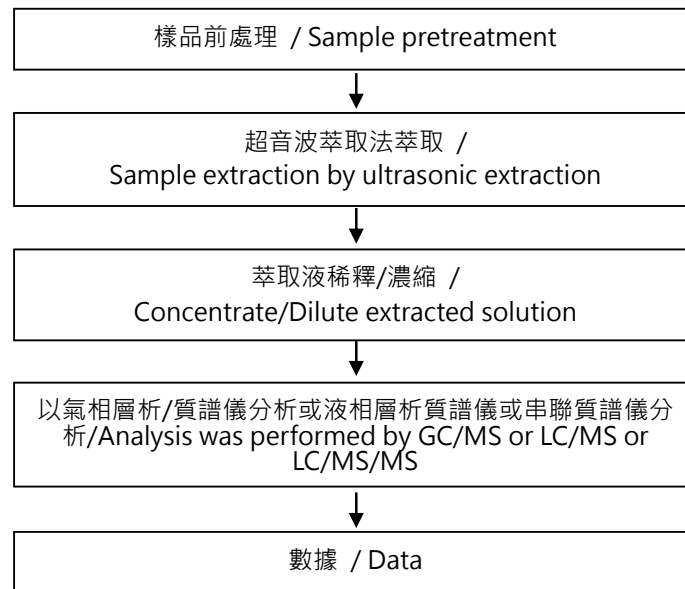 樣品前處理 / Sample pretreatment
超音波萃取法萃取 /
Sample extraction by ultrasonic extraction
萃取液稀釋/濃縮 /
Concentrate/Dilute extracted solution
以氣相層析/質譜儀分析或液相層析質譜儀或串聯質譜儀分
析/Analysis was performed by GC/MS or LC/MS or
LC/MS/MS
數據 / Data